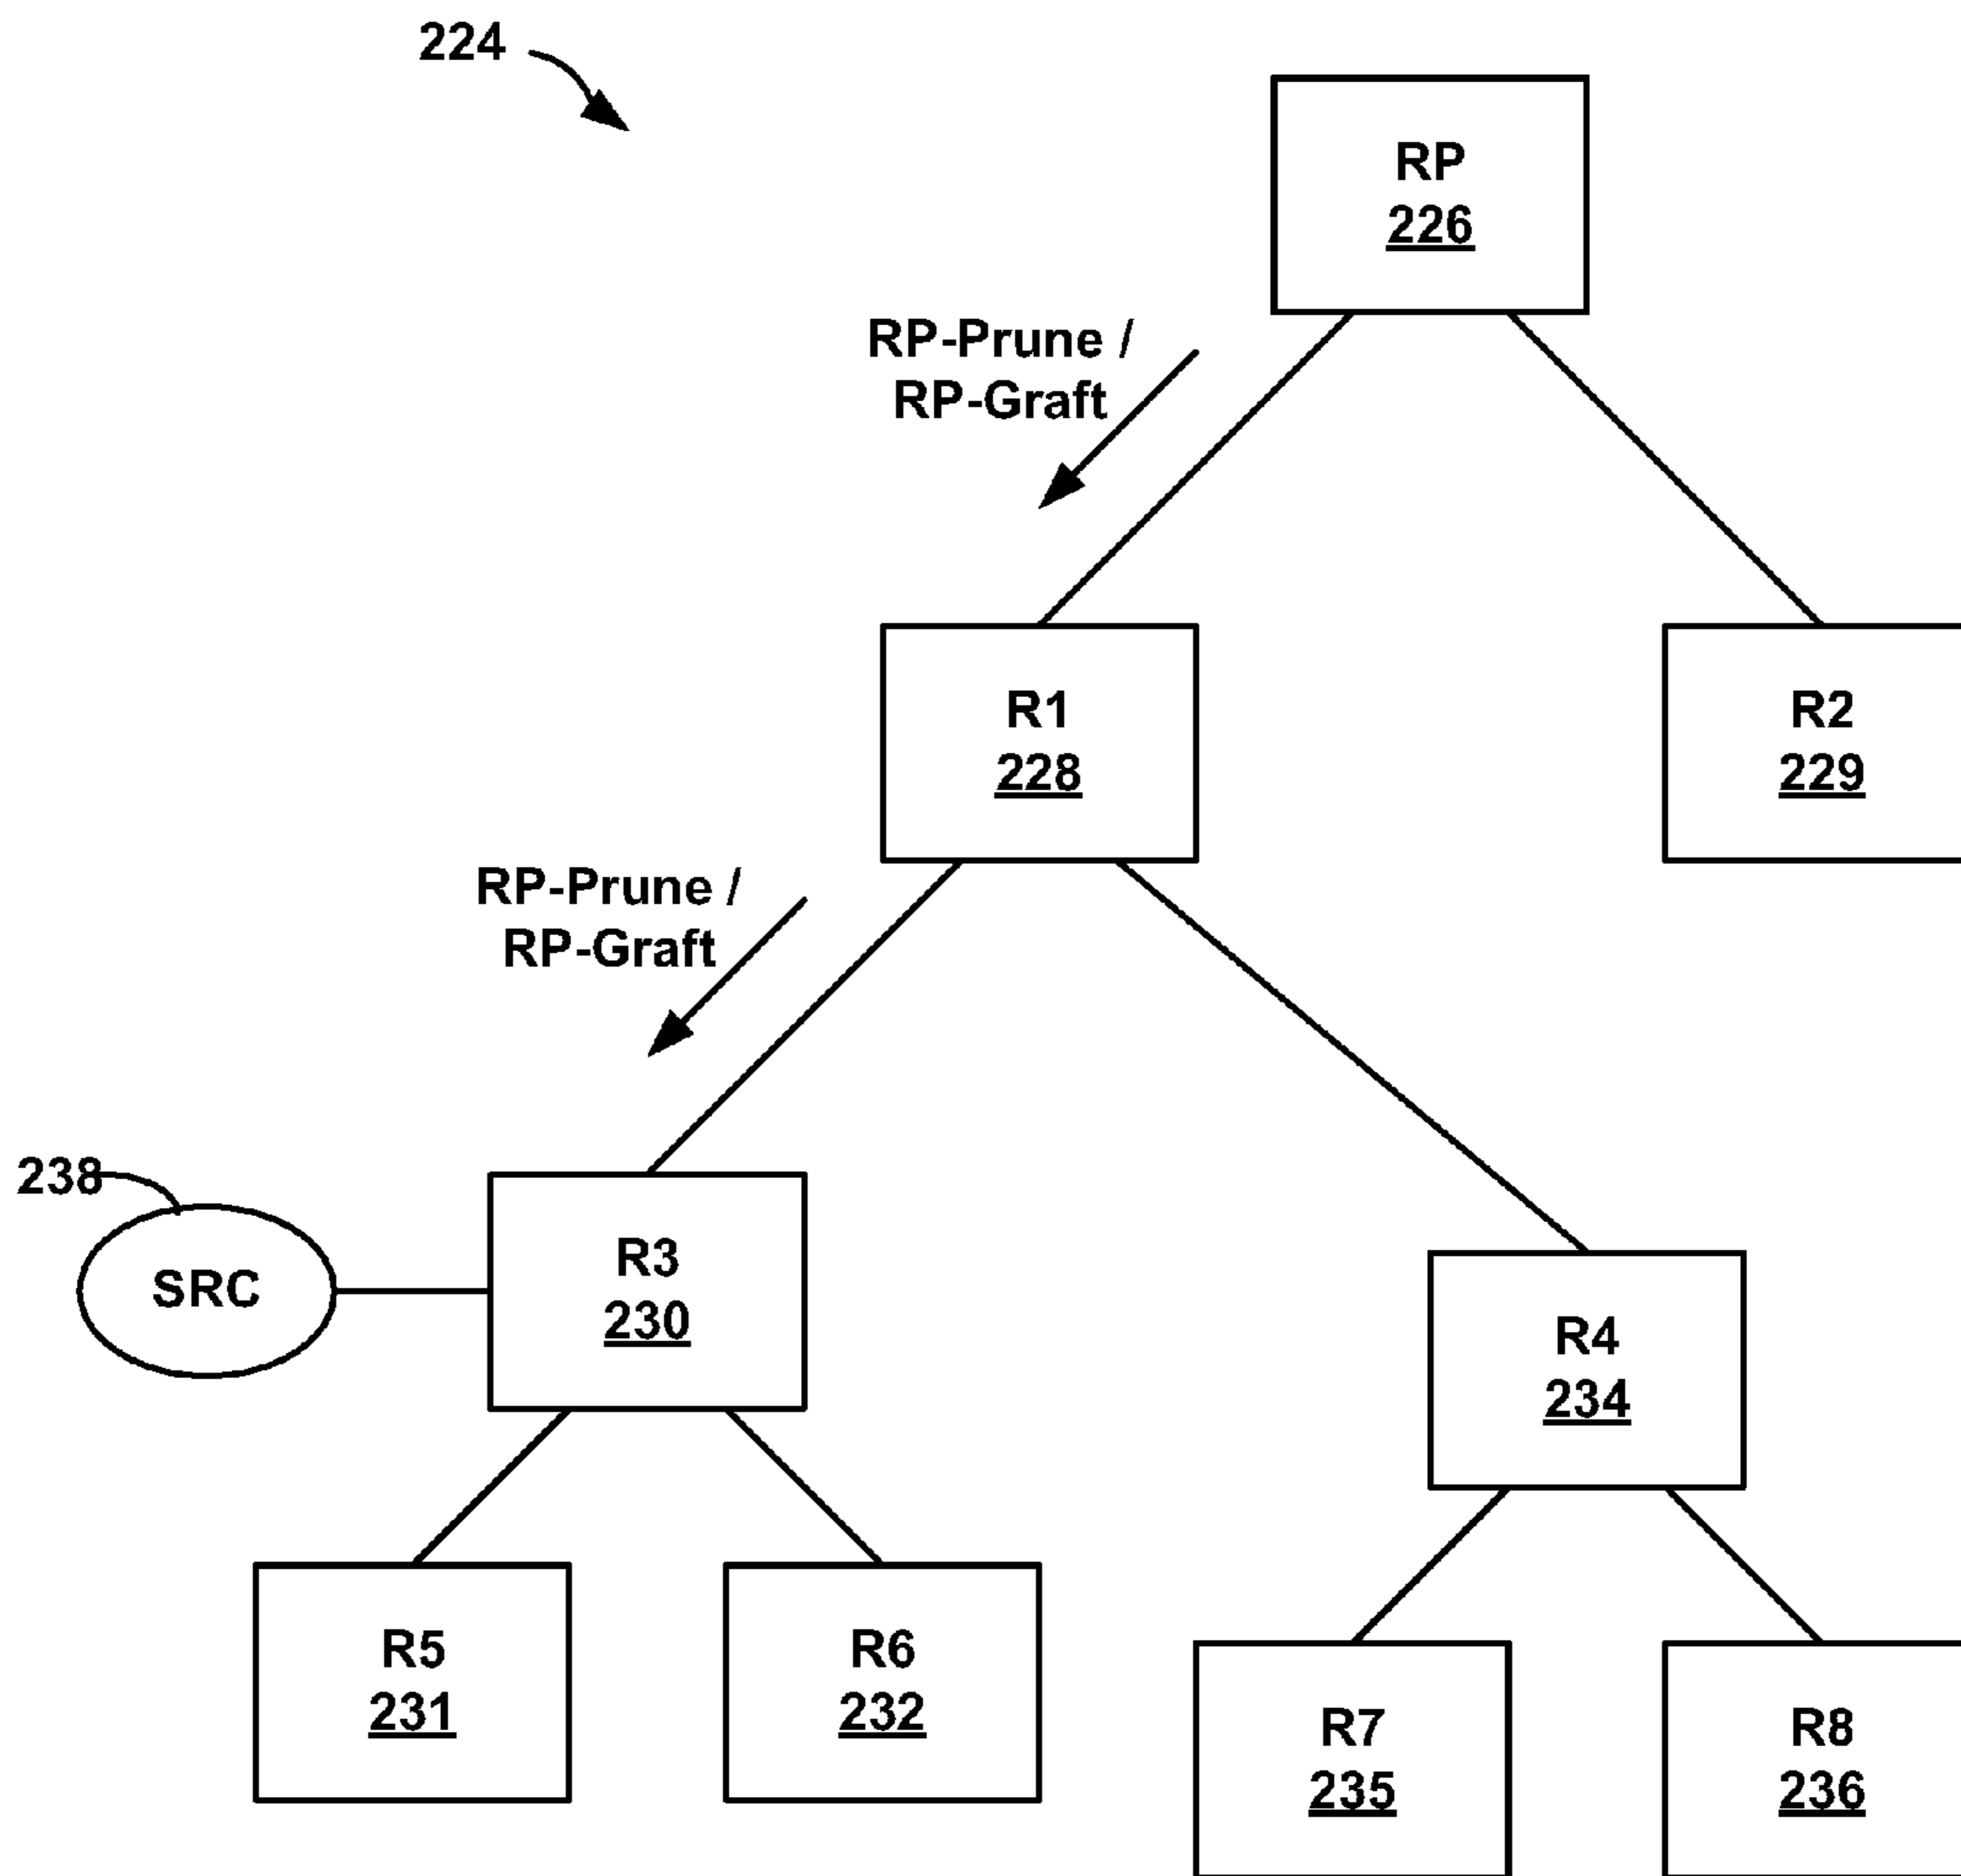 224
RP
226
RP-Prune /
RP-Graft
R1
228
R2
229
RP-Prune /
RP-Graft
238
SRC
R3
230
R4
234
R5
231
R6
232
R7
235
R8
236